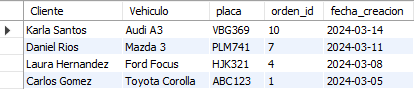 Cliente Vehiculo placa orden_id fecha_creacion
Karla Santos Audi A3 VBG369 10 2024-03-14
Daniel Rios Mazda 3 PLM741 7 2024-03-11
Laura Hernandez Ford Focus HJK321 4 2024-03-08
Carlos Gomez Toyota Corolla ABC123 1 2024-03-05